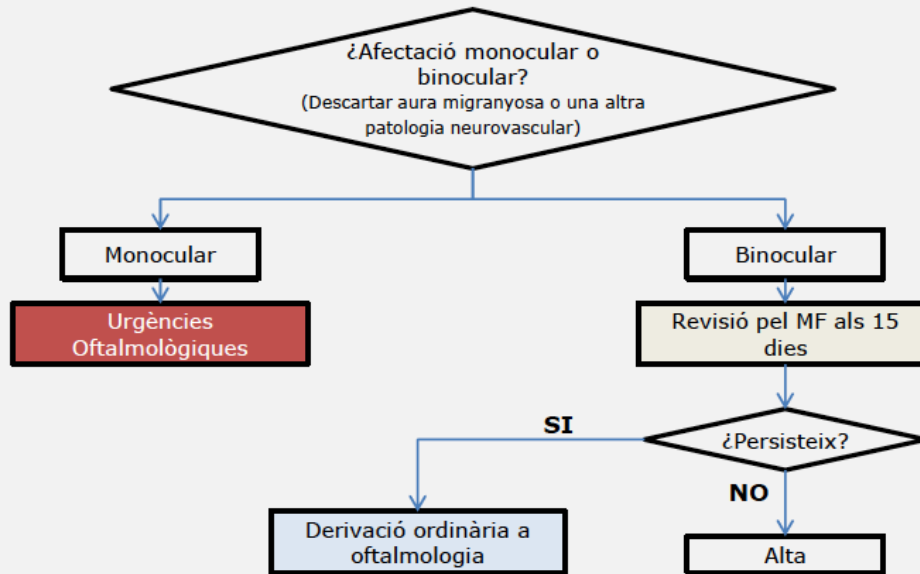 ¿Afectació monocular o
binocular?
(Descartar aura migranyosa o una altra
patologia neurovascular)
Monocular
Binocular
Urgències
Oftalmològiques
Revisió pel MF als 15
dies
SI
¿Persisteix?
NO
Derivació ordinària a
oftalmologia
Alta